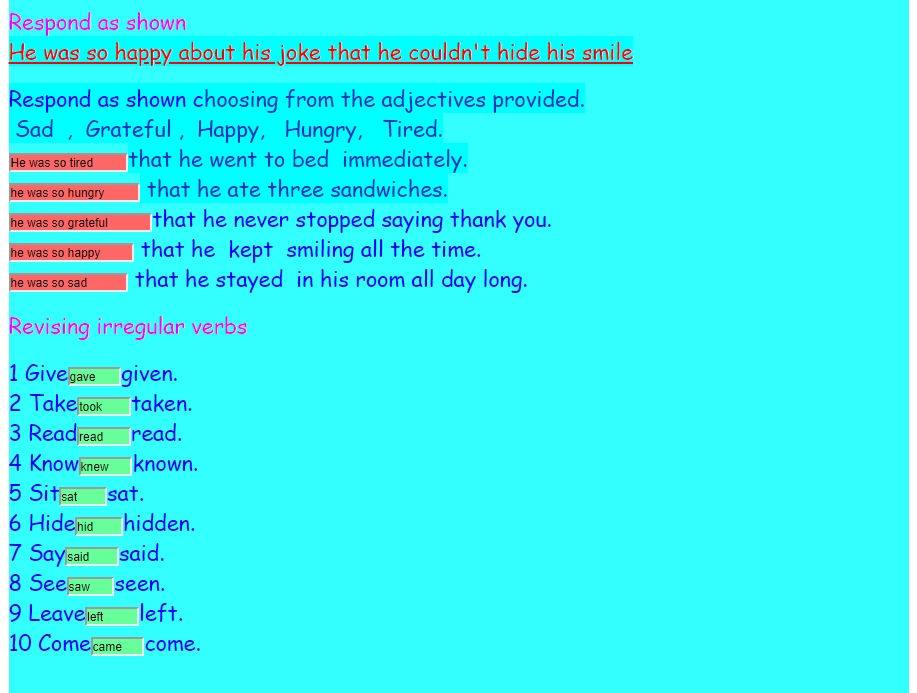 Respond as shown
He was so happy about his joke that he couldn't hide his smile
Respond as shown choosing from the adjectives provided.
Sad , Grateful , Happy, Hungry, Tired.
He was so tired that he went to bed immediately.
he was so hungry that he ate three sandwiches.
he was so grateful that he never stopped saying thank you.
he was so happy that he kept smiling all the time.
he was so sad that he stayed in his room all day long.
Revising irregular verbs
1 Give gave given.
2 Take took taken.
3 Read read read.
4 Know knew known.
5 Sit sat sat.
6 Hide hid hidden.
7 Say said said.
8 See saw seen.
9 Leave left left.
10 Come came come.